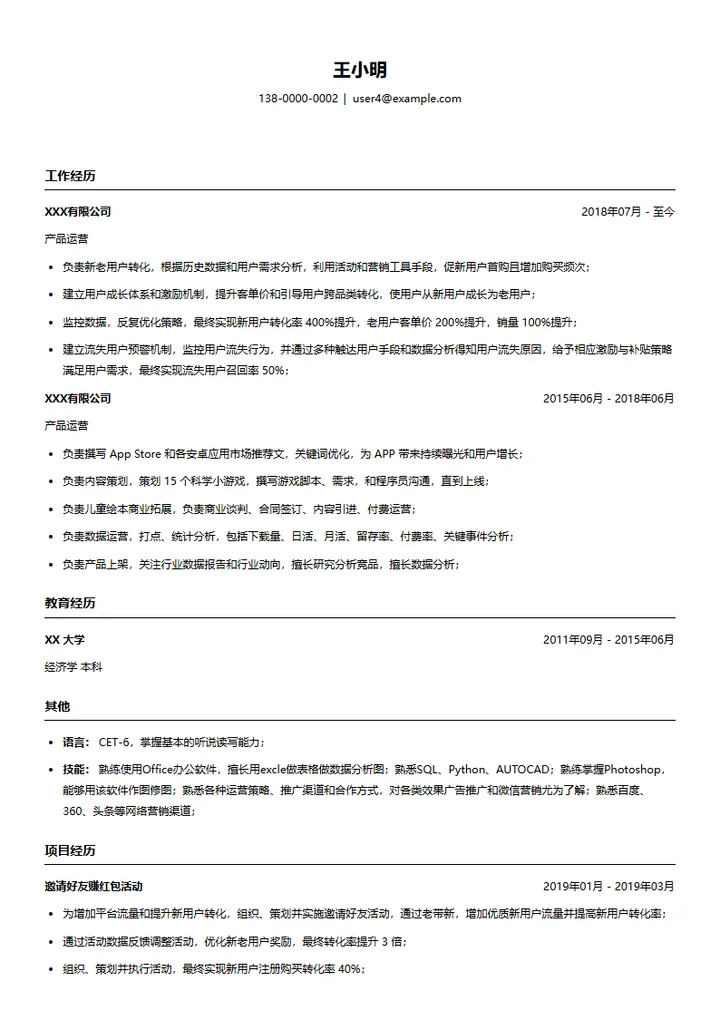 王小明
138-0000-0002 | user4@example.com
工作经历
XXX有限公司 2018年07月 - 至今
产品运营
• 负责新老用户转化，根据历史数据和用户需求分析，利用活动和营销工具手段，促新用户首购且增加购买频次；
• 建立用户成长体系和激励机制，提升客单价和引导用户跨品类转化，使用户从新用户成长为老用户；
• 监控数据，反复优化策略，最终实现新用户转化率 400%提升，老用户客单价 200%提升，销量 100%提升；
• 建立流失用户预警机制，监控用户流失行为，并通过多种触达用户手段和数据分析得知用户流失原因，给予相应激励与补贴策略
满足用户需求，最终实现流失用户召回率 50%；
XXX有限公司 2015年06月 - 2018年06月
产品运营
• 负责撰写 App Store 和各安卓应用市场推荐文，关键词优化，为 APP 带来持续曝光和用户增长；
• 负责内容策划，策划 15 个科学小游戏，撰写游戏脚本、需求，和程序员沟通，直到上线；
• 负责儿童绘本商业拓展，负责商业谈判、合同签订、内容引进、付费运营；
• 负责数据运营，打点、统计分析，包括下载量、日活、月活、留存率、付费率、关键事件分析；
• 负责产品上架，关注行业数据报告和行业动向，擅长研究分析竞品，擅长数据分析；
教育经历
XX 大学 2011年09月 - 2015年06月
经济学 本科
其他
• 语言： CET-6，掌握基本的听说读写能力；
• 技能： 熟练使用Office办公软件，擅长用excle做表格做数据分析图；熟悉SQL、Python、AUTOCAD；熟练掌握Photoshop，
能够用该软件作图修图；熟悉各种运营策略、推广渠道和合作方式，对各类效果广告推广和微信营销尤为了解；熟悉百度、
360、头条等网络营销渠道；
项目经历
邀请好友赚红包活动 2019年01月 - 2019年03月
• 为增加平台流量和提升新用户转化，组织、策划并实施邀请好友活动，通过老带新，增加优质新用户流量并提高新用户转化率；
• 通过活动数据反馈调整活动，优化新老用户奖励，最终转化率提升 3 倍；
• 组织、策划并执行活动，最终实现新用户注册购买转化率 40%；